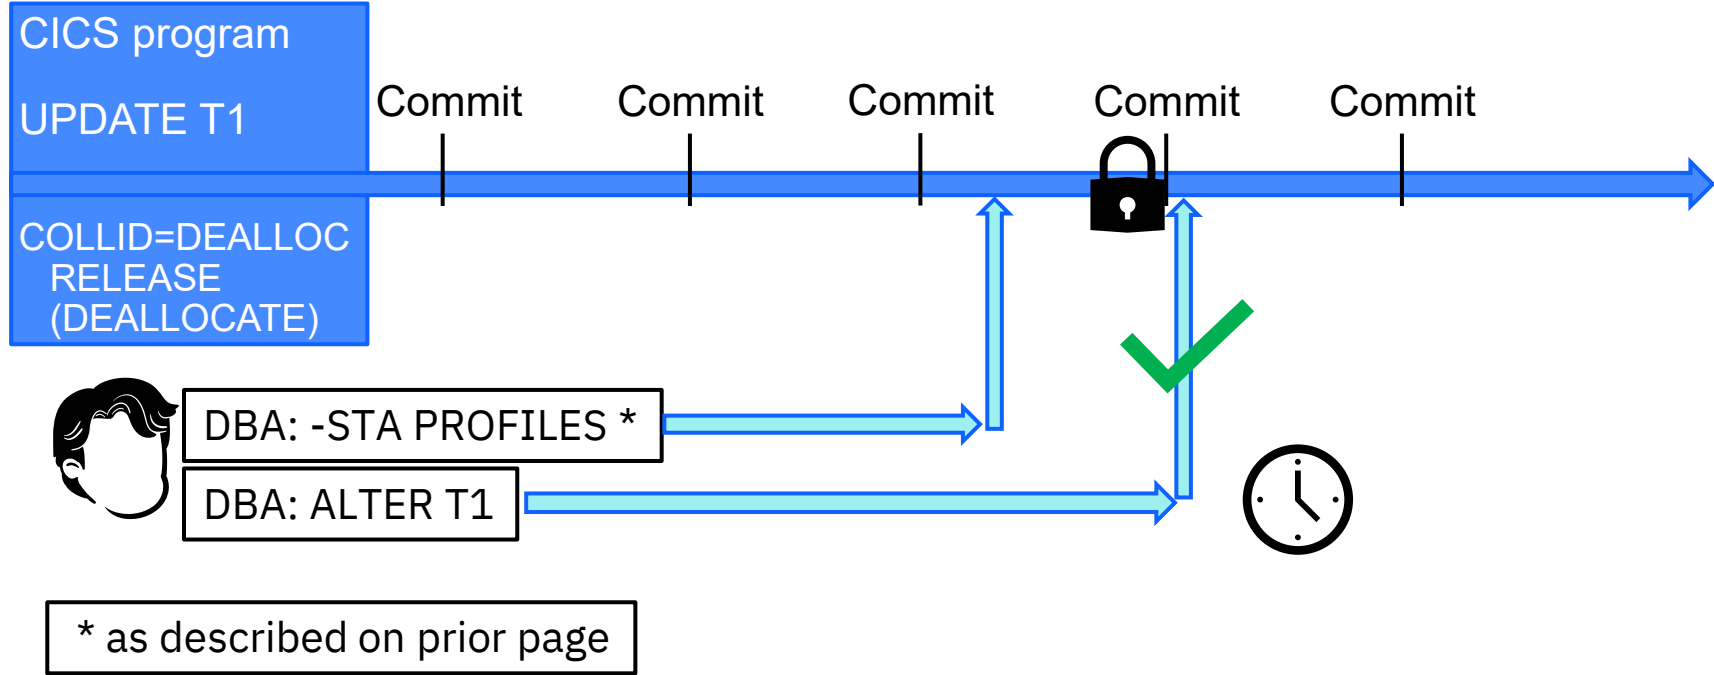 CICS program
UPDATE T1
Commit Commit Commit Commit Commit
COLLID=DEALLOC
RELEASE
(DEALLOCATE)
DBA: -STA PROFILES *
DBA: ALTER T1
* as described on prior page